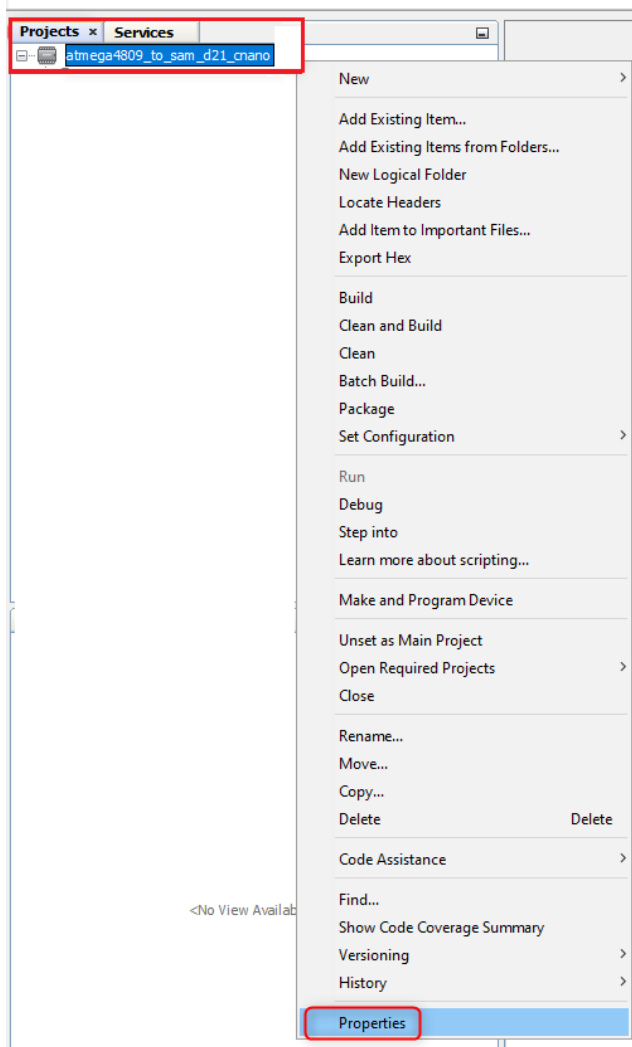 Projects × Services
atmega4809_to_sam_d21_cnano
New
Add Existing Item...
Add Existing Items from Folders...
New Logical Folder
Locate Headers
Add Item to Important Files...
Export Hex
Build
Clean and Build
Clean
Batch Build...
Package
Set Configuration
Run
Debug
Step into
Learn more about scripting...
Make and Program Device
Unset as Main Project
Open Required Projects
Close
Rename...
Move...
Copy...
Delete Delete
Code Assistance
<No View Availab
Find...
Show Code Coverage Summary
Versioning
History
Properties